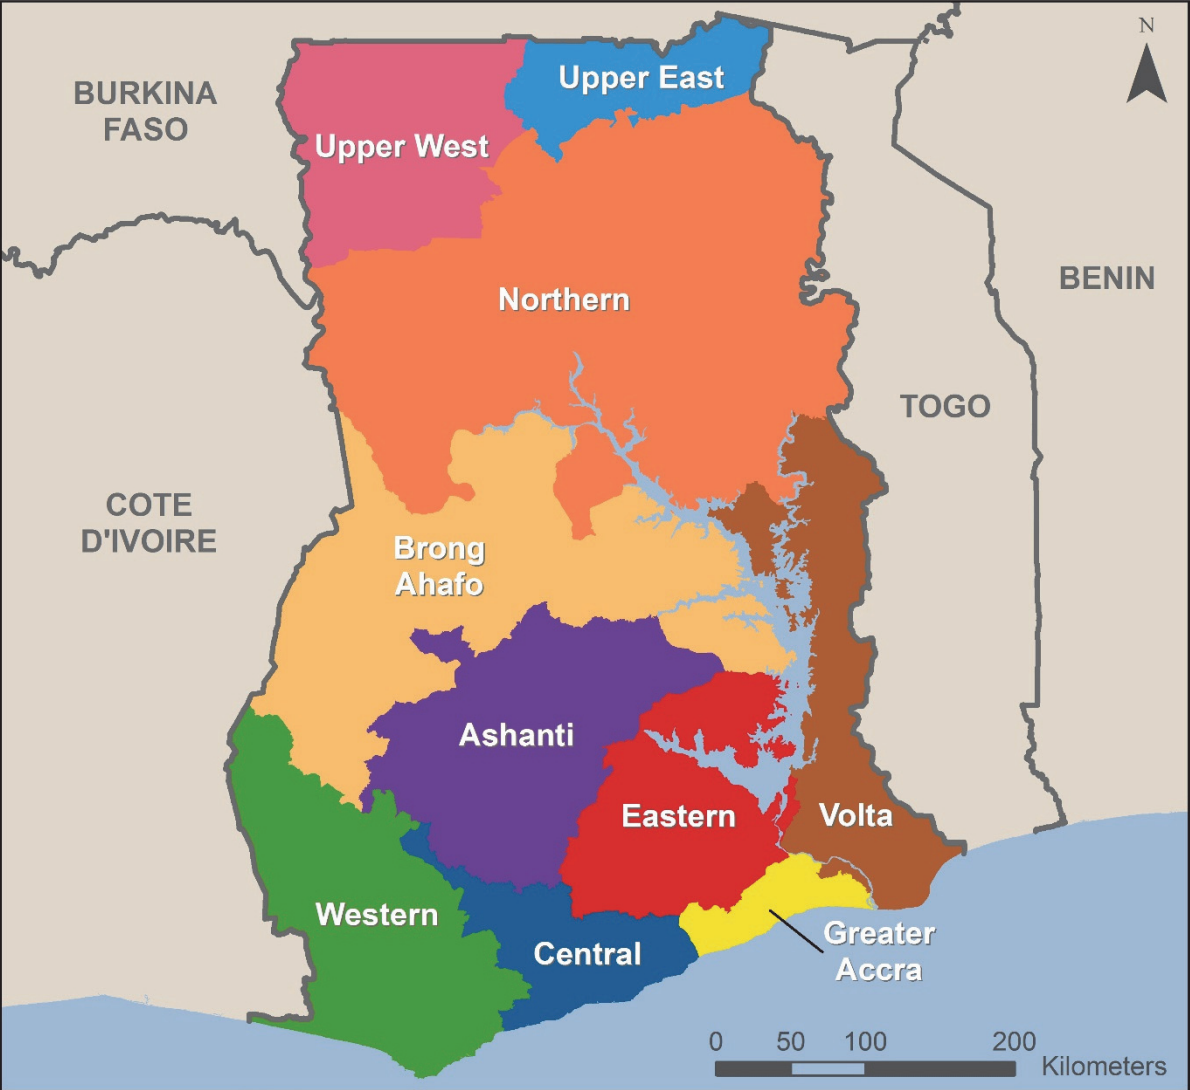 N
Upper East
BURKINA
FASO
Upper West
BENIN
Northern
TOGO
COTE
D'IVOIRE
Brong
Ahafo
Ashanti
Eastern
Volta
Western
Central
Greater
Accra
0 50 100 200
Kilometers